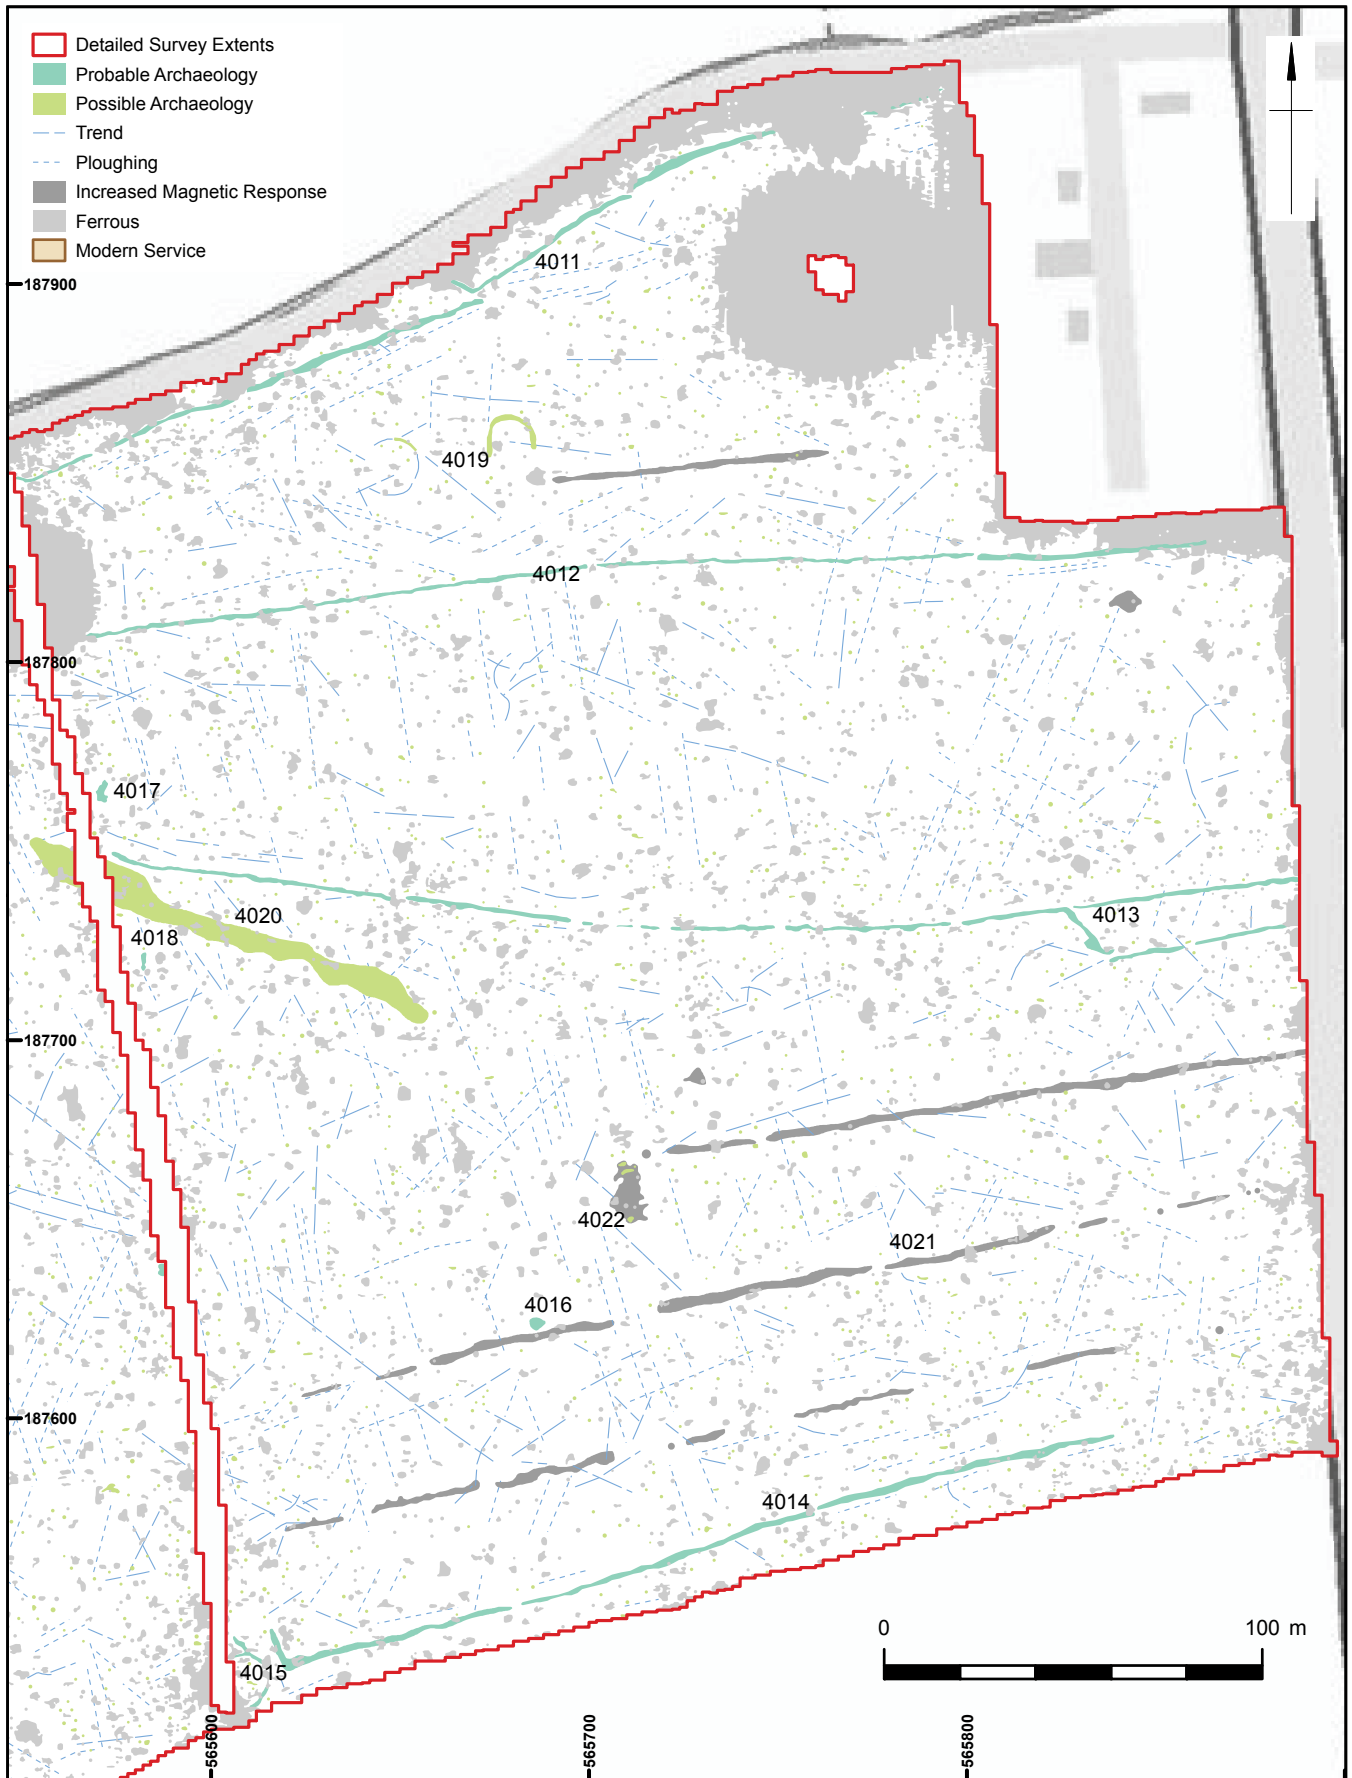 Detailed Survey Extents
Probable Archaeology
Possible Archaeology
Trend
Ploughing
Increased Magnetic Response
Ferrous
Modern Service
4011
187900
4019
4012
187800
4017
4020
4013
4018
187700
4022
4021
4016
187600
4014
0 100 m
4015
565600
565700
565800